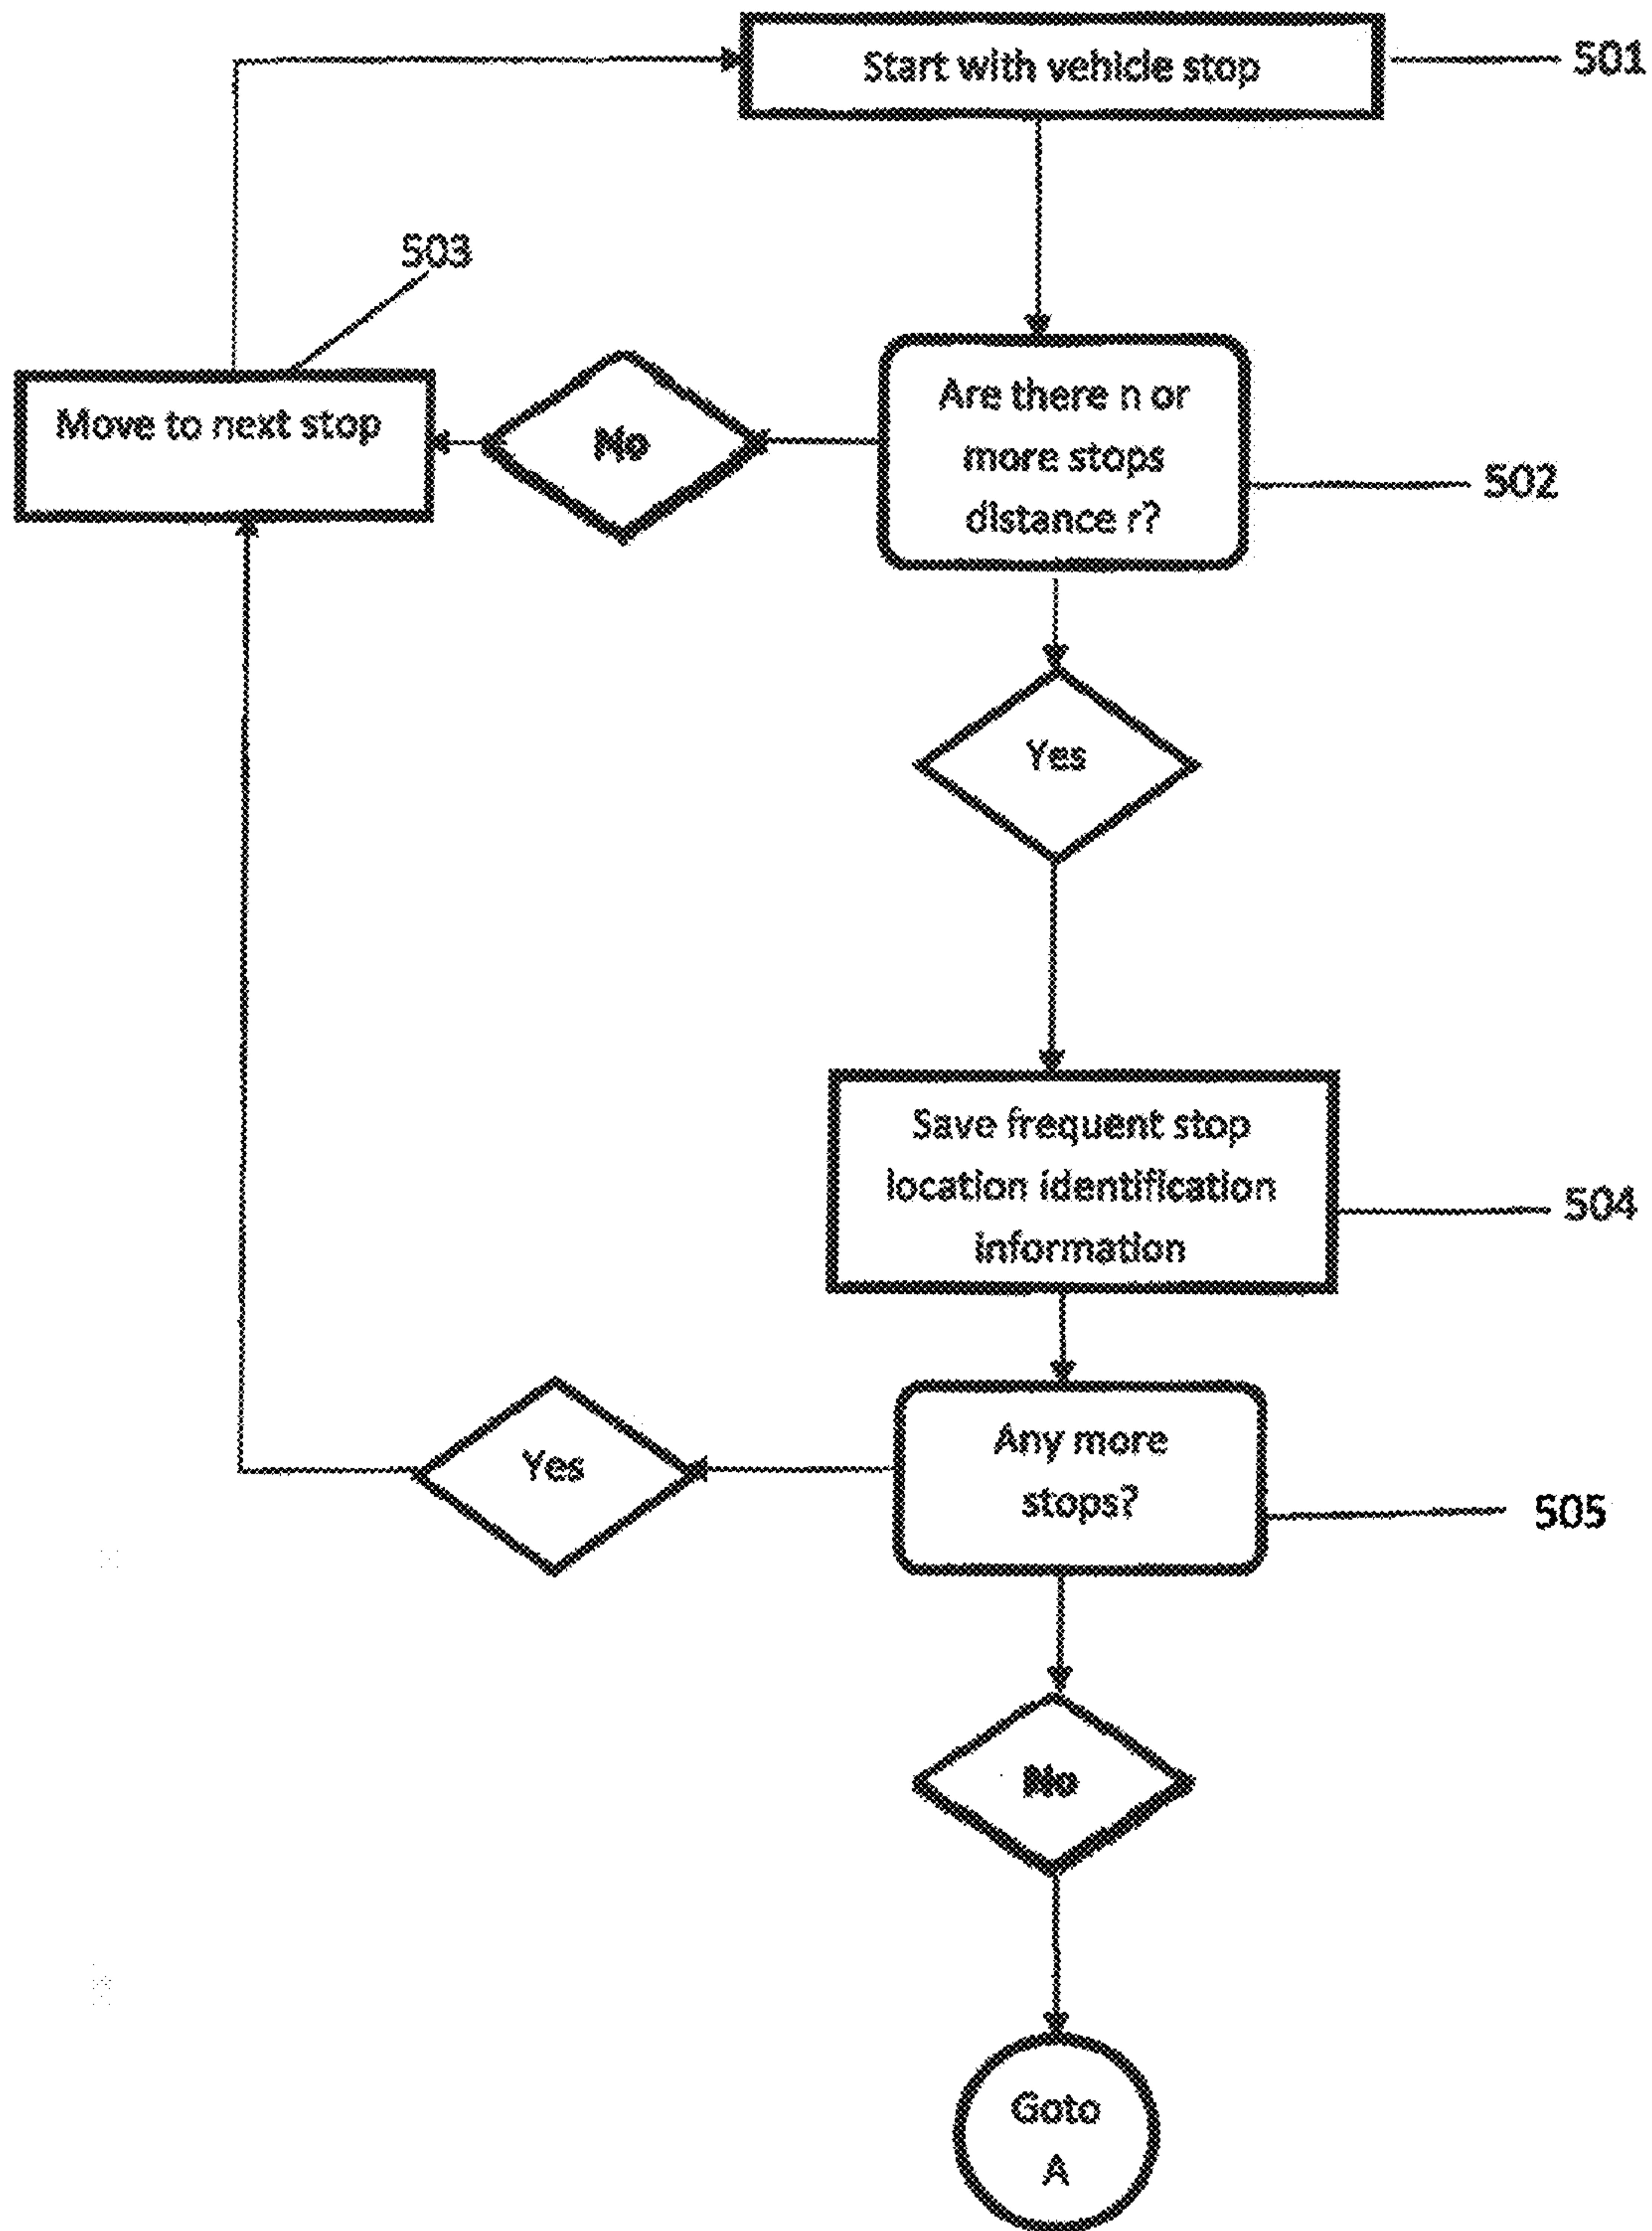 Start with vehicle stop
501
503
Move to next stop
No
Are there n or
more stops
distance r?
502
Yes
Save frequent stop
location identification
information
504
Yes
Any more
stops?
505
No
Goto
A